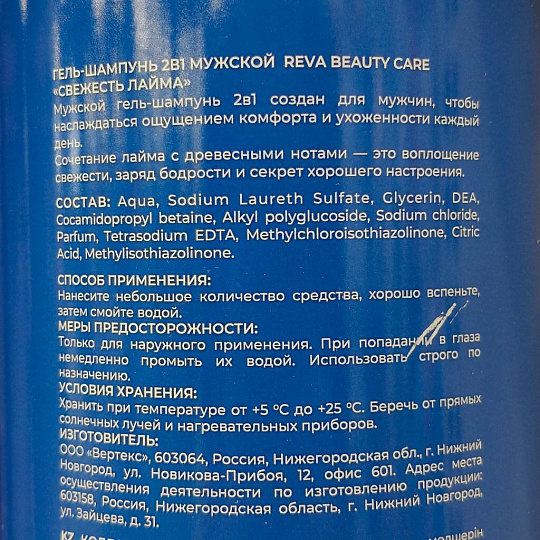 ГЕЛЬ-ШАМПУНЬ 2В1 МУЖСКОЙ REVA BEAUTY CARE
«СВЕЖЕСТЬ ЛАЙМА»
Мужской гель-шампунь 2в1 создан для мужчин, чтобы
наслаждаться ощущением комфорта и ухоженности каждый
день.
Сочетание лайма с древесными нотами — это воплощение
свежести, заряд бодрости и секрет хорошего настроения.
СОСТАВ: Aqua, Sodium Laureth Sulfate, Glycerin, DEA,
Cocamidopropyl betaine, Alkyl polyglucoside, Sodium chloride,
Parfum, Tetrasodium EDTA, Methylchloroisothiazolinone, Citric
Acid, Methylisothiazolinone.
СПОСОБ ПРИМЕНЕНИЯ:
Нанесите небольшое количество средства, хорошо вспеньте,
затем смойте водой.
МЕРЫ ПРЕДОСТОРОЖНОСТИ:
Только для наружного применения. При попадании в глаза
немедленно промыть их водой. Использовать строго по
назначению.
УСЛОВИЯ ХРАНЕНИЯ:
Хранить при температуре от +5 °С до +25 °С. Беречь от прямых
солнечных лучей и нагревательных приборов.
ИЗГОТОВИТЕЛЬ:
ООО «Вертекс», 603064, Россия, Нижегородская обл., г. Нижний
Новгород, ул. Новикова-Прибоя, 12, офис 601. Адрес места
осуществления деятельности по изготовлению продукции:
603158, Россия, Нижегородская область, г. Нижний Новгород,
ул. Зайцева, д. 31.
KZ